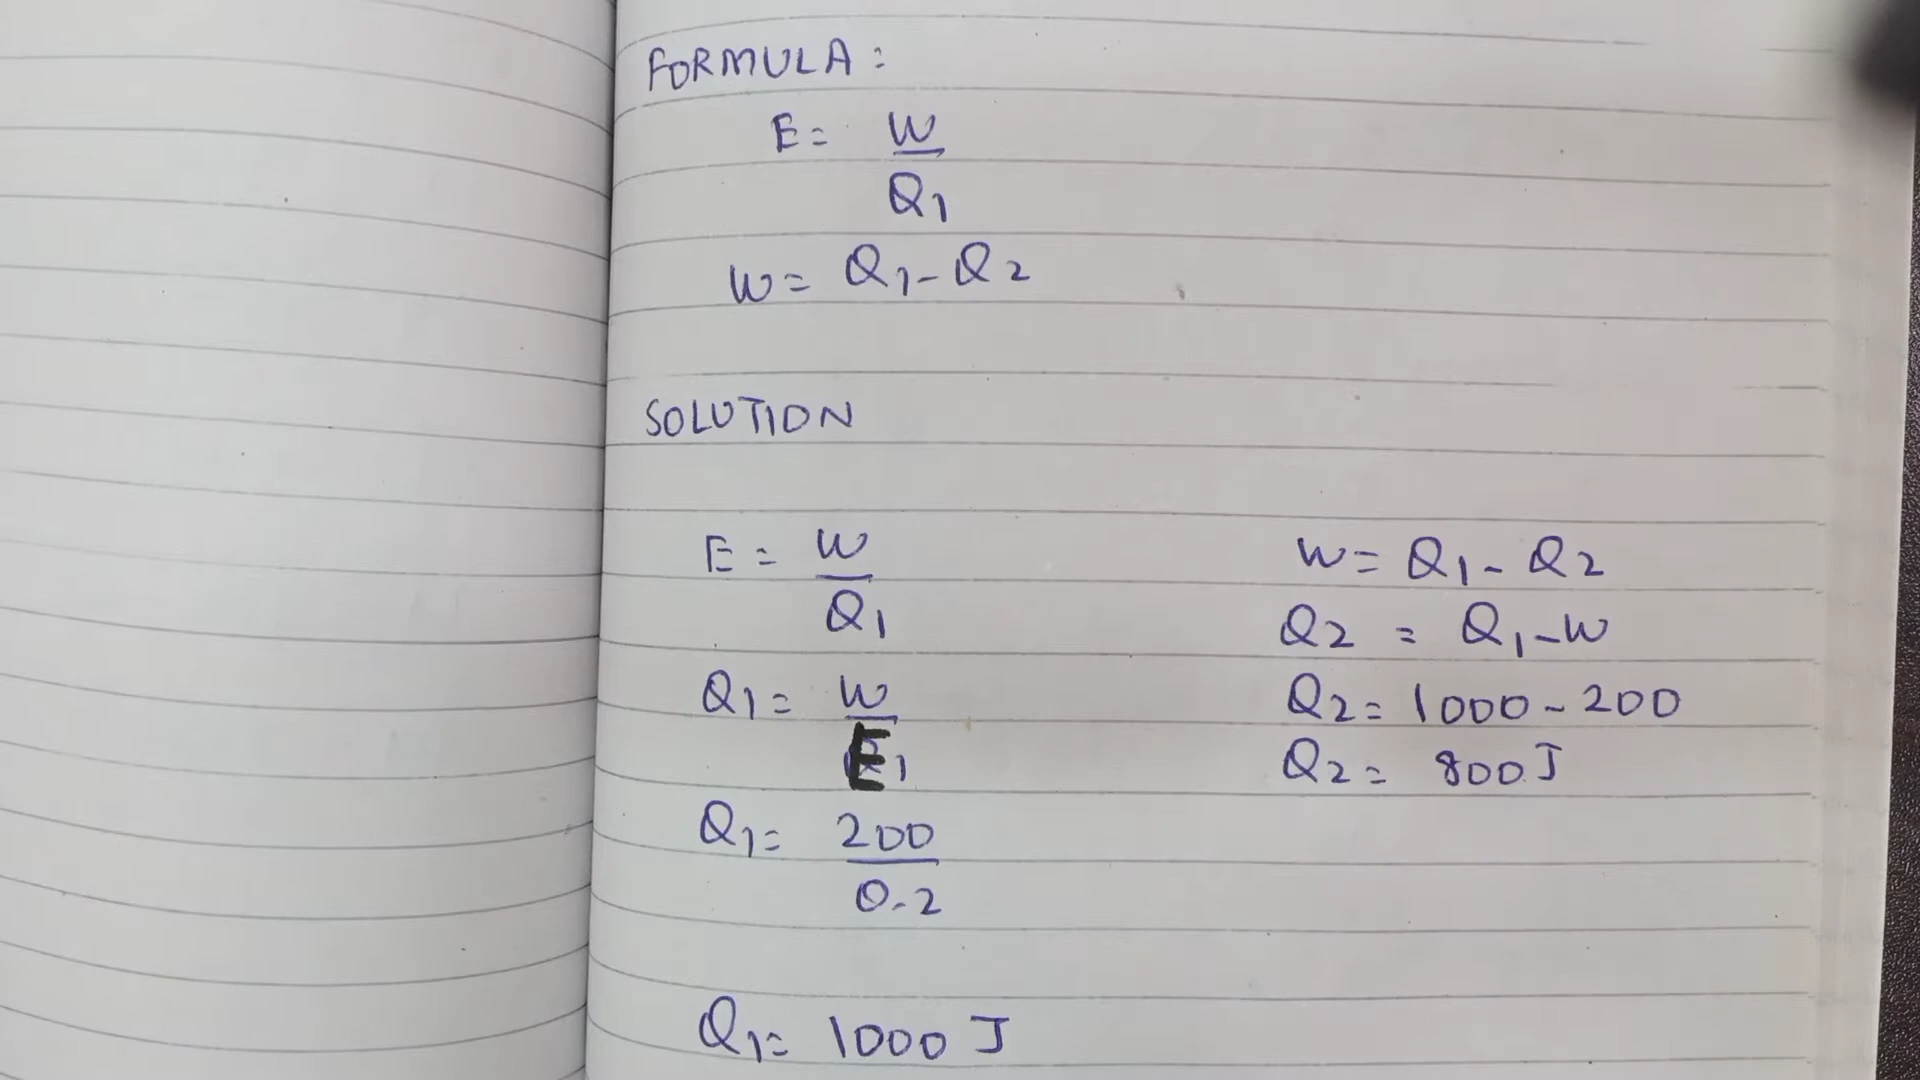 FORMULA:
E = W
Q1
W = Q1 - Q2
SOLUTION
E = W
Q1
Q1 = W
E1
Q1 = 200
0.2
Q1 = 1000 J
W = Q1 - Q2
Q2 = Q1 - W
Q2 = 1000 - 200
Q2 = 800 J